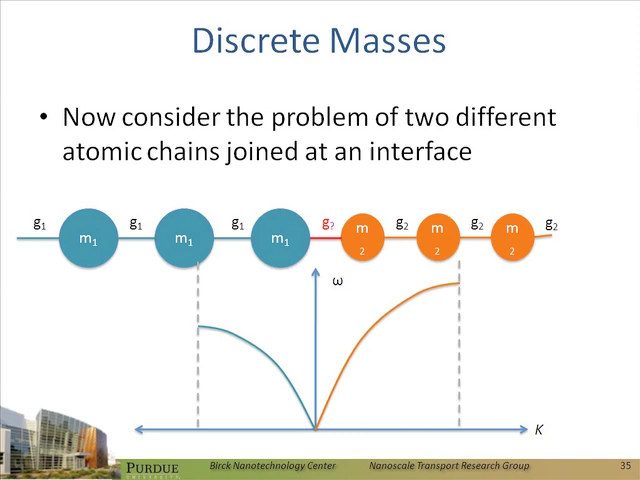 Discrete Masses
• Now consider the problem of two different
atomic chains joined at an interface
g₁ g₁ g₁ g? g₂ g₂ g₂
m₁ m₁ m₁ m 2 m 2 m 2
ω
K
PURDUE
UNIVERSITY
Birck Nanotechnology Center Nanoscale Transport Research Group 35